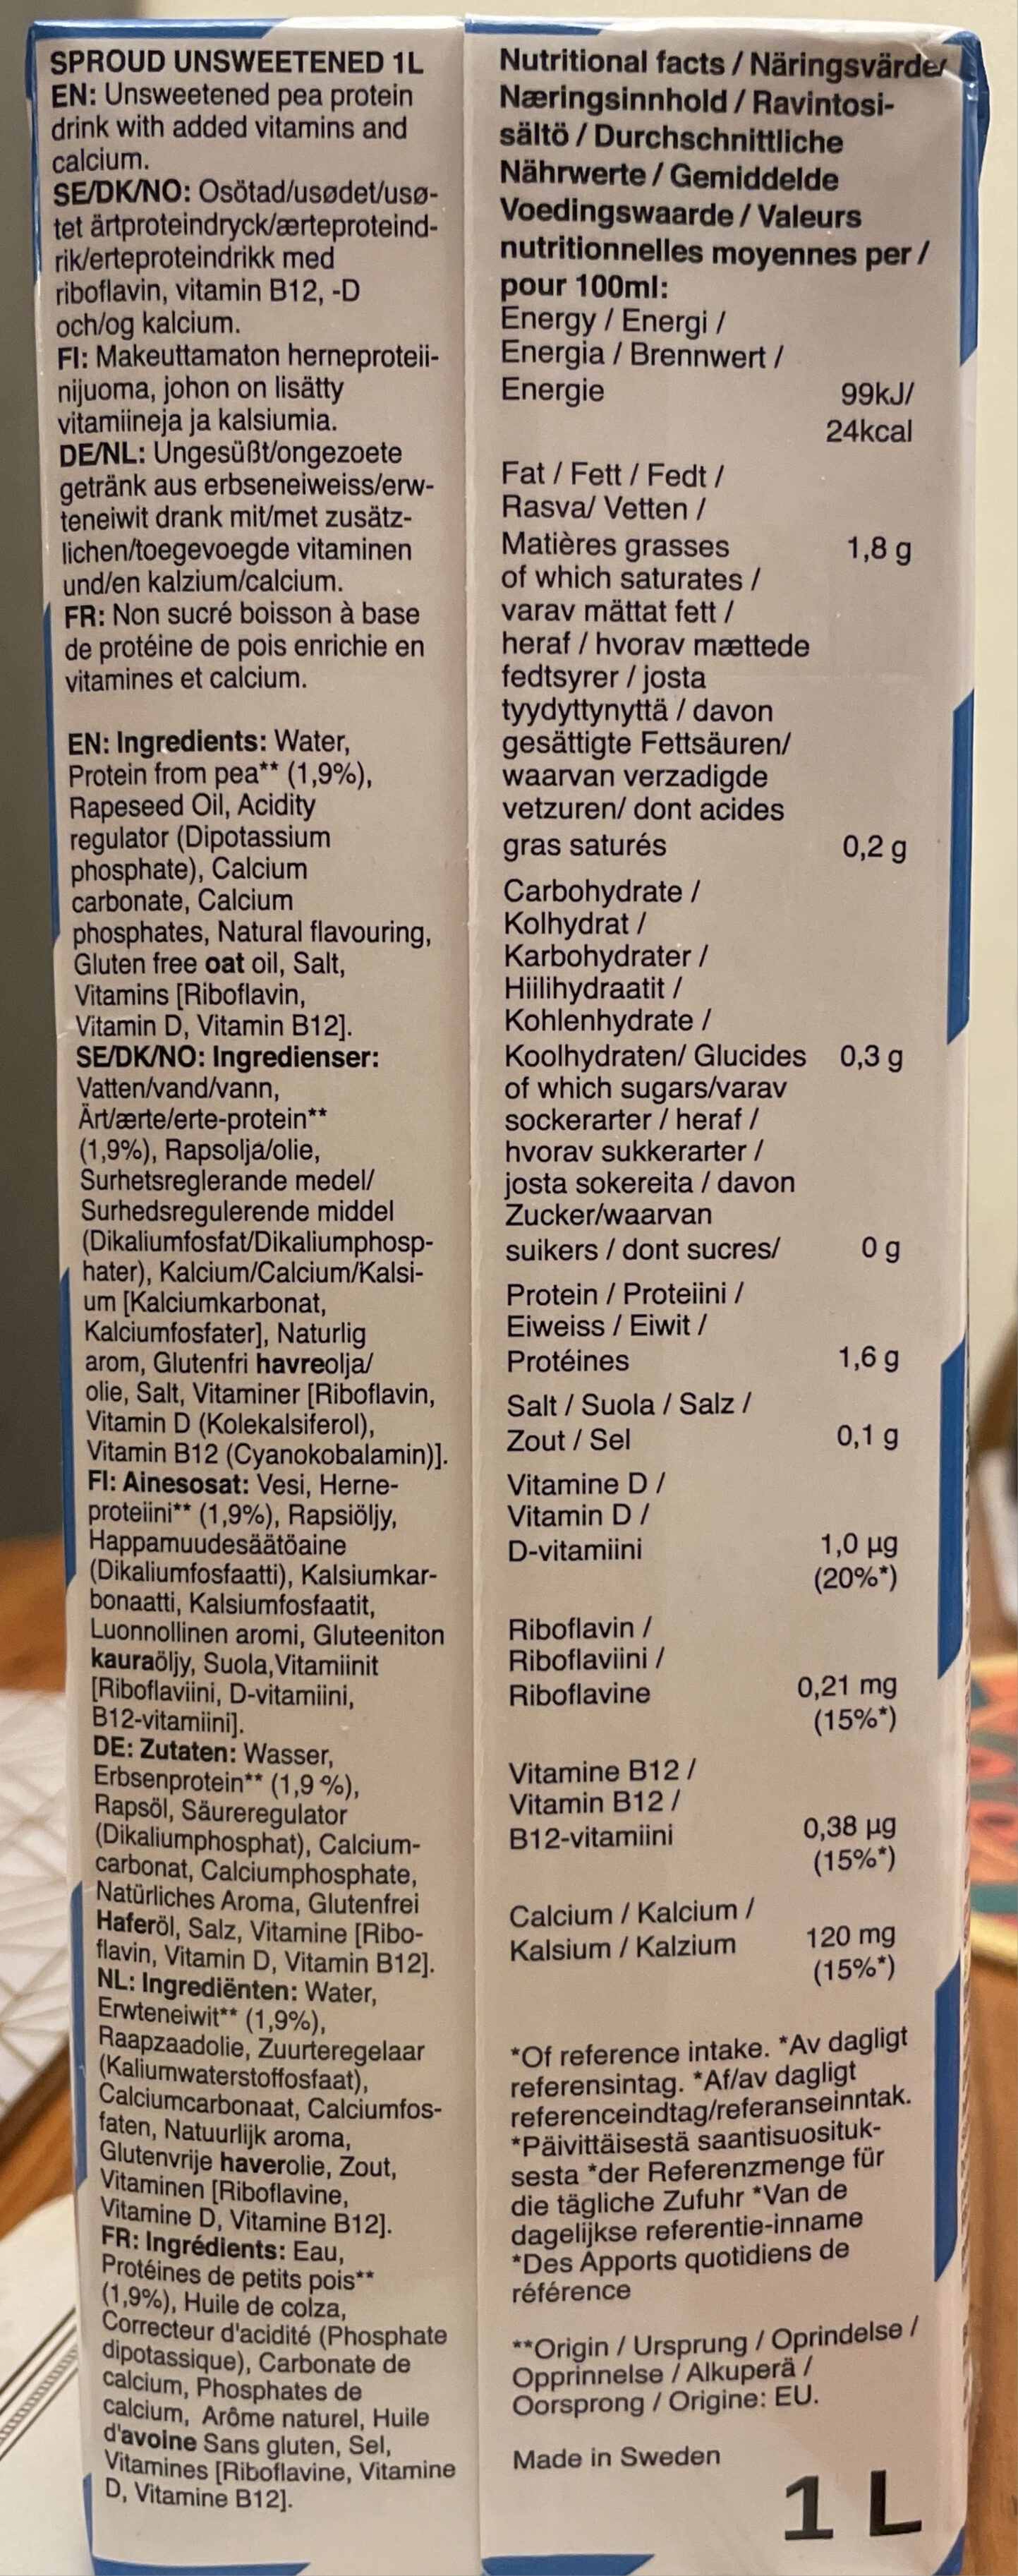 SPROUD UNSWEETENED 1L
EN: Unsweetened pea protein
drink with added vitamins and
calcium.
SE/DK/NO: Osötad/usødet/usø-
tet ärtproteindryck/ærteproteind-
rik/erteproteindrikk med
riboflavin, vitamin B12, -D
och/og kalcium.
FI: Makeuttamaton herneproteii-
nijuoma, johon on lisätty
vitamiineja ja kalsiumia.
DE/NL: Ungesüßt/ongezoete
getränk aus erbseneiweiss/erw-
teneiwit drank mit/met zusätz-
lichen/toegevoegde vitaminen
und/en kalzium/calcium.
FR: Non sucré boisson à base
de protéine de pois enrichie en
vitamines et calcium.
EN: Ingredients: Water,
Protein from pea** (1,9%),
Rapeseed Oil, Acidity
regulator (Dipotassium
phosphate), Calcium
carbonate, Calcium
phosphates, Natural flavouring,
Gluten free oat oil, Salt,
Vitamins [Riboflavin,
Vitamin D, Vitamin B12].
SE/DK/NO: Ingredienser:
Vatten/vand/vann,
Ärt/ærte/erte-protein**
(1,9%), Rapsolja/olie,
Surhetsreglerande medel/
Surhedsregulerende middel
(Dikaliumfosfat/Dikaliumphosp-
hater), Kalcium/Calcium/Kalsi-
um [Kalciumkarbonat,
Kalciumfosfater], Naturlig
arom, Glutenfri havreolja/
olie, Salt, Vitaminer [Riboflavin,
Vitamin D (Kolekalsiferol),
Vitamin B12 (Cyanokobalamin)].
FI: Ainesosat: Vesi, Herne-
proteiini** (1,9%), Rapsiöljy,
Happamuudesäätöaine
(Dikaliumfosfaatti), Kalsiumkar-
bonaatti, Kalsiumfosfaatit,
Luonnollinen aromi, Gluteeniton
kauraöljy, Suola,Vitamiinit
[Riboflaviini, D-vitamiini,
B12-vitamiini].
DE: Zutaten: Wasser,
Erbsenprotein** (1,9 %),
Rapsöl, Säureregulator
(Dikaliumphosphat), Calcium-
carbonat, Calciumphosphate,
Natürliches Aroma, Glutenfrei
Haferöl, Salz, Vitamine [Ribo-
flavin, Vitamin D, Vitamin B12].
NL: Ingrediënten: Water,
Erwteneiwit** (1,9%),
Raapzaadolie, Zuurteregelaar
(Kaliumwaterstoffosfaat),
Calciumcarbonaat, Calciumfos-
faten, Natuurlijk aroma,
Glutenvrije haverolie, Zout,
Vitaminen [Riboflavine,
Vitamine D, Vitamine B12].
FR: Ingrédients: Eau,
Protéines de petits pois**
(1,9%), Huile de colza,
Correcteur d'acidité (Phosphate
dipotassique), Carbonate de
calcium, Phosphates de
calcium, Arôme naturel, Huile
d'avoine Sans gluten, Sel,
Vitamines [Riboflavine, Vitamine
D, Vitamine B12].
Nutritional facts / Näringsvärder
Næringsinnhold / Ravintosi-
sältö / Durchschnittliche
Nährwerte / Gemiddelde
Voedingswaarde / Valeurs
nutritionnelles moyennes per /
pour 100ml:
Energy / Energi /
Energia / Brennwert /
Energie 99kJ/
24kcal
Fat / Fett / Fedt /
Rasva/ Vetten /
Matières grasses 1,8 g
of which saturates /
varav mättat fett /
heraf / hvorav mættede
fedtsyrer / josta
tyydyttynyttä / davon
gesättigte Fettsäuren/
waarvan verzadigde
vetzuren/ dont acides
gras saturés 0,2 g
Carbohydrate /
Kolhydrat /
Karbohydrater /
Hiilihydraatit /
Kohlenhydrate /
Koolhydraten/ Glucides 0,3 g
of which sugars/varav
sockerarter / heraf /
hvorav sukkerarter /
josta sokereita / davon
Zucker/waarvan
suikers / dont sucres/ 0 g
Protein / Proteiini /
Eiweiss / Eiwit /
Protéines 1,6 g
Salt / Suola / Salz /
Zout / Sel 0,1 g
Vitamine D /
Vitamin D /
D-vitamiini 1,0 µg
(20%*)
Riboflavin /
Riboflaviini /
Riboflavine 0,21 mg
(15%*)
Vitamine B12 /
Vitamin B12 /
B12-vitamiini 0,38 µg
(15%*)
Calcium / Kalcium /
Kalsium / Kalzium 120 mg
(15%*)
*Of reference intake. *Av dagligt
referensintag. *Af/av dagligt
referenceindtag/referanseinntak.
*Päivittäisestä saantisuosituk-
sesta *der Referenzmenge für
die tägliche Zufuhr *Van de
dagelijkse referentie-inname
*Des Apports quotidiens de
référence
**Origin / Ursprung / Oprindelse /
Opprinnelse / Alkuperä /
Oorsprong / Origine: EU.
Made in Sweden
1 L